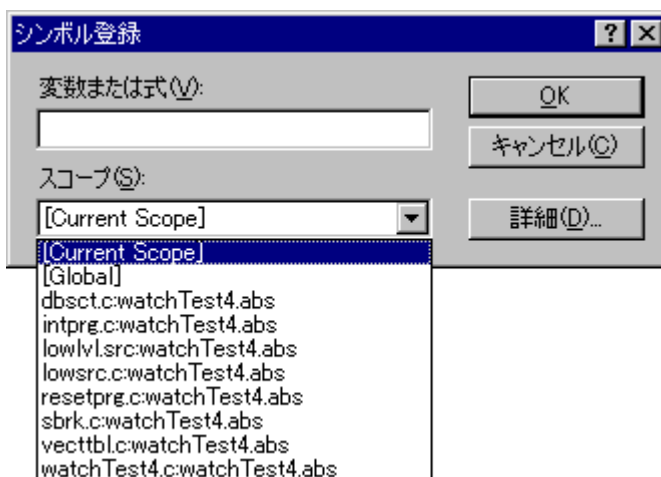 シンボル登録
変数または式(V):
OK
キャンセル(C)
スコープ(S):
[Current Scope]
詳細(D)...
[Current Scope]
[Global]
dbsct.c:watchTest4.abs
intprg.c:watchTest4.abs
lowlvl.src:watchTest4.abs
lowsrc.c:watchTest4.abs
resetprg.c:watchTest4.abs
sbrk.c:watchTest4.abs
vecttbl.c:watchTest4.abs
watchTest4.c:watchTest4.abs